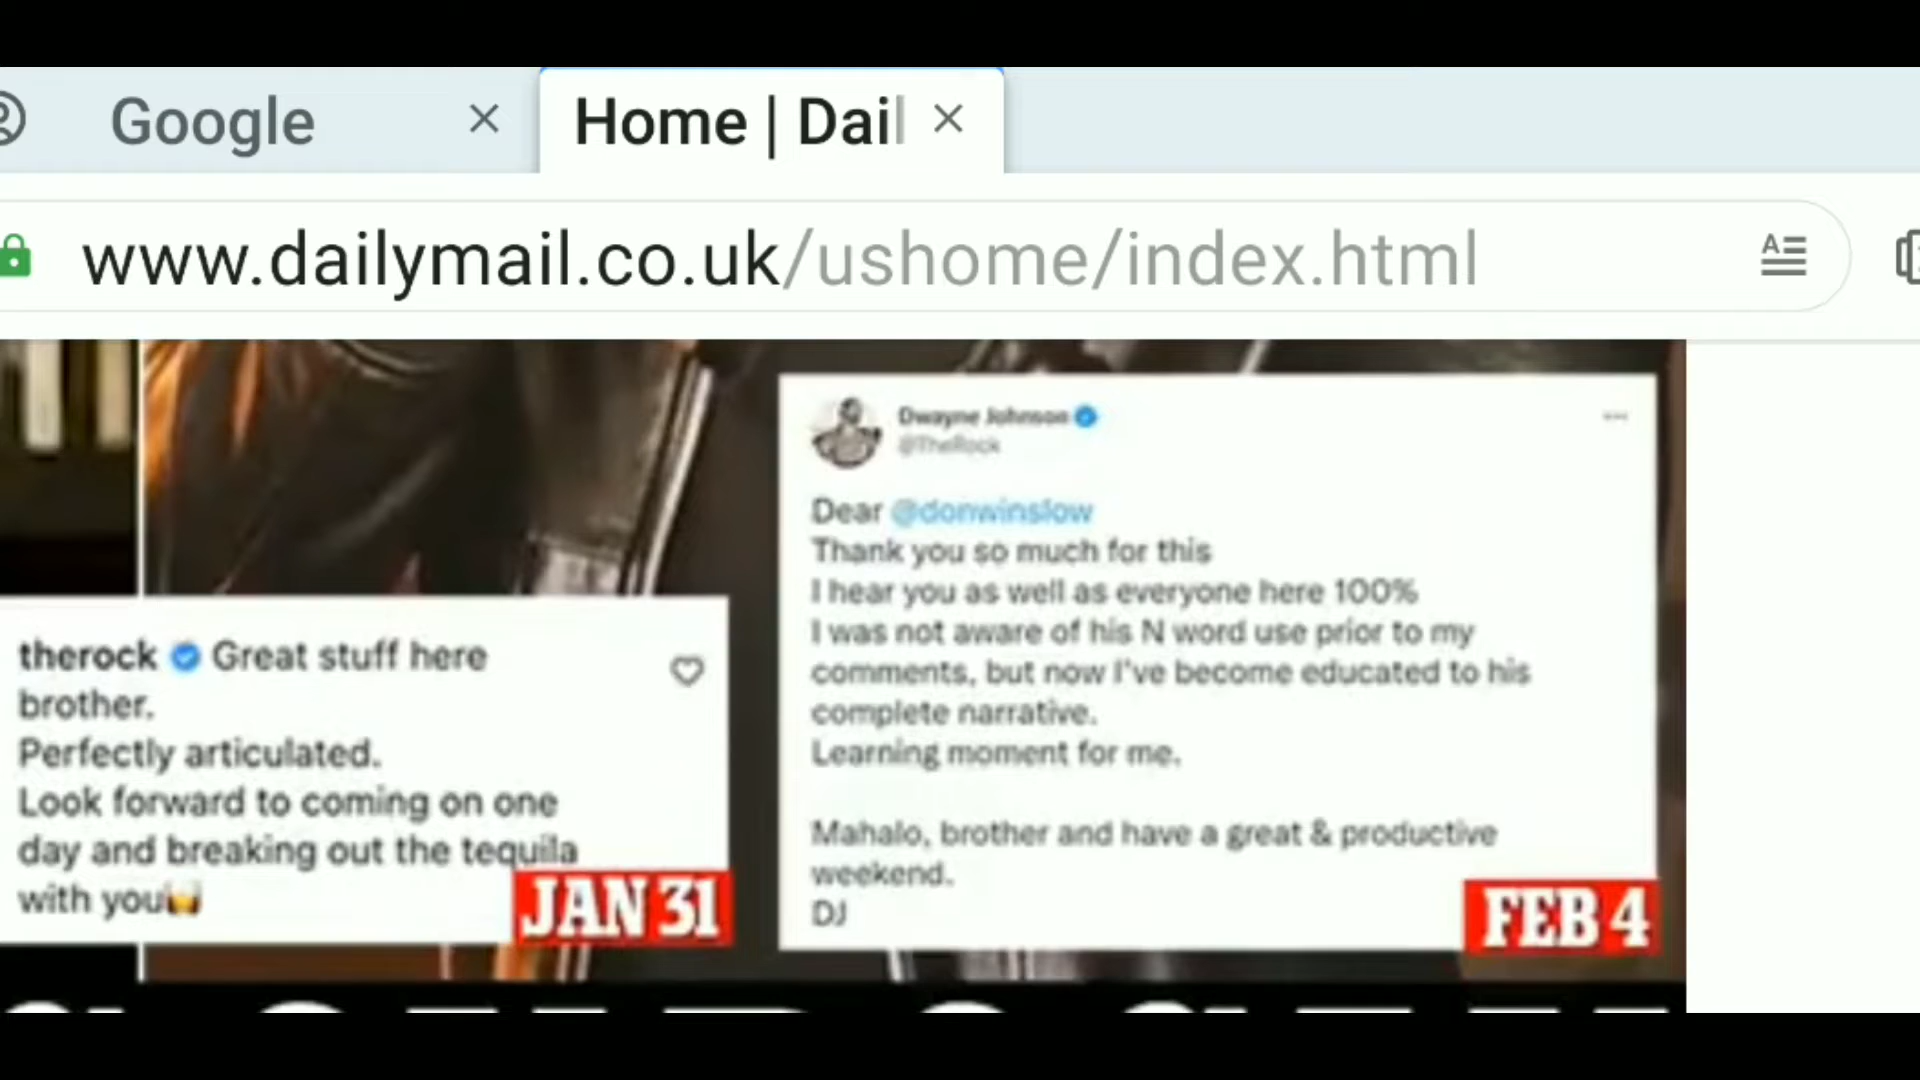 Google
Home | Dail
www.dailymail.co.uk/ushome/index.html
Dwayne Johnson
@TheRock
Dear @donwinslow
Thank you so much for this
I hear you as well as everyone here 100%
I was not aware of his N word use prior to my
comments, but now I've become educated to his
complete narrative.
Learning moment for me.
Mahalo, brother and have a great & productive
weekend.
DJ
FEB 4
therock Great stuff here
brother.
Perfectly articulated.
Look forward to coming on one
day and breaking out the tequila
with you
JAN 31